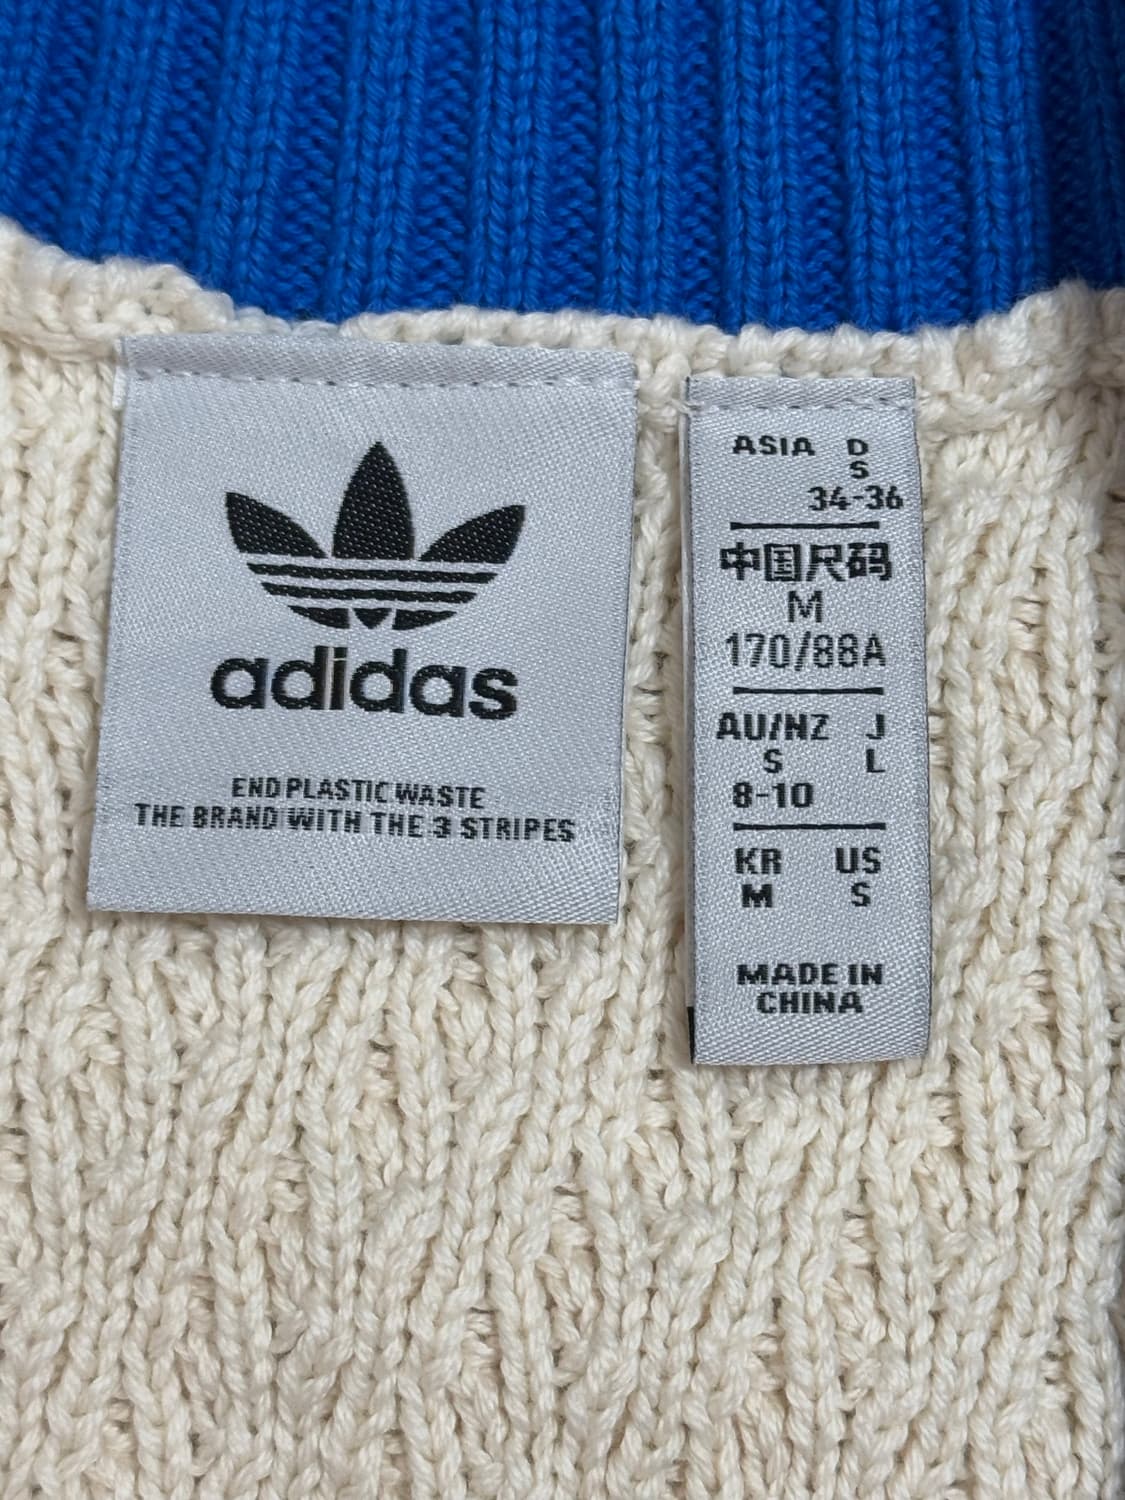 adidas
END PLASTIC WASTE
THE BRAND WITH THE 3 STRIPES
ASIA D
S
34-36
中国尺码
M
170/88A
AU/NZ J
S L
8-10
KR US
M S
MADE IN
CHINA